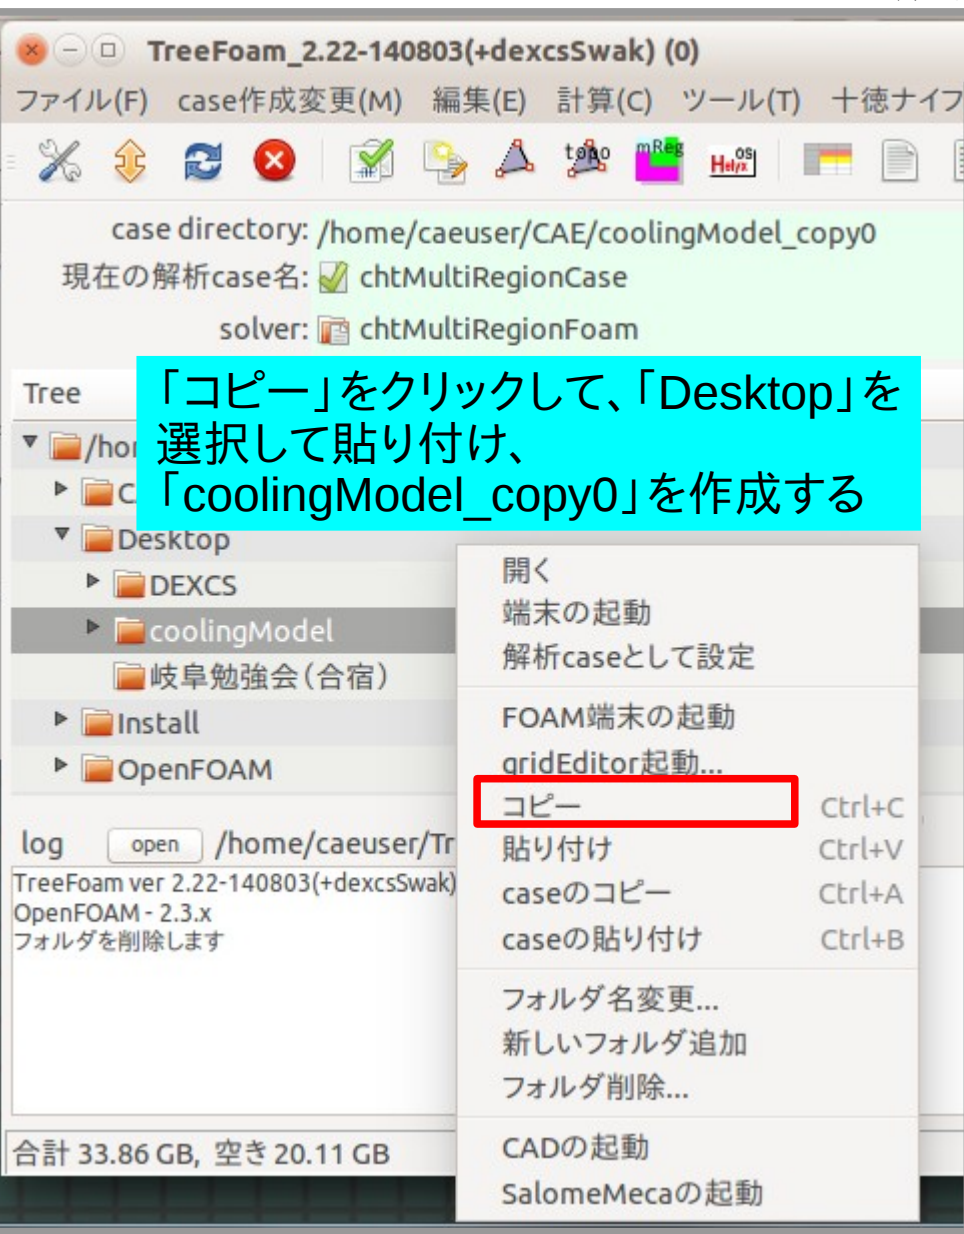 TreeFoam_2.22-140803(+dexcsSwak) (0)
ファイル(F) case作成変更(M) 編集(E) 計算(C) ツール(T) 十徳ナイフ
topo mReg Helyx OS
case directory: /home/caeuser/CAE/coolingModel_copy0
現在の解析case名: chtMultiRegionCase
solver: chtMultiRegionFoam
Tree
「コピー」をクリックして、「Desktop」を
選択して貼り付け、
「coolingModel_copy0」を作成する
/hor
C
Desktop
DEXCS
coolingModel
岐阜勉強会(合宿)
Install
OpenFOAM
開く
端末の起動
解析caseとして設定
FOAM端末の起動
gridEditor起動...
コピー Ctrl+C
貼り付け Ctrl+V
caseのコピー Ctrl+A
caseの貼り付け Ctrl+B
フォルダ名変更...
新しいフォルダ追加
フォルダ削除...
CADの起動
SalomeMecaの起動
log open /home/caeuser/Tr
TreeFoam ver 2.22-140803(+dexcsSwak)
OpenFOAM - 2.3.x
フォルダを削除します
合計 33.86 GB, 空き 20.11 GB